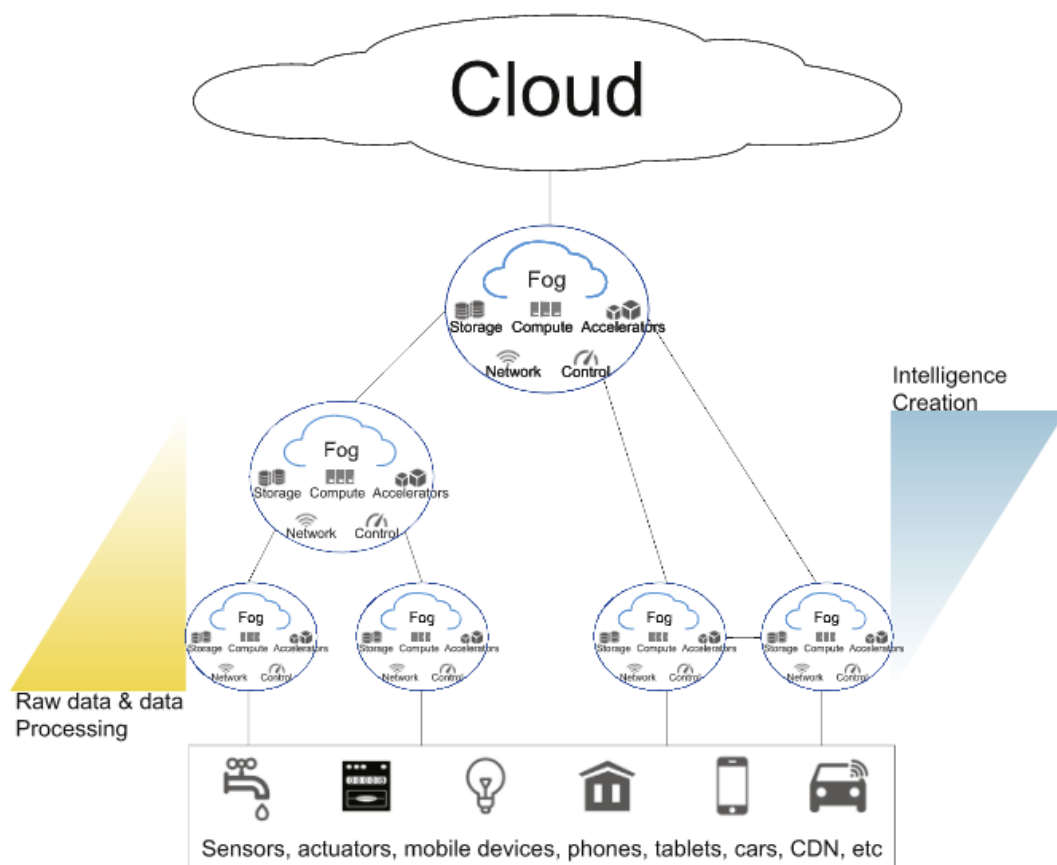 Cloud
Fog
Storage Compute Accelerators
Network Control
Intelligence
Creation
Fog
Storage Compute Accelerators
Network Control
Fog
Storage Compute Accelerators
Network Control
Fog
Storage Compute Accelerators
Network Control
Fog
Storage Compute Accelerators
Network Control
Fog
Storage Compute Accelerators
Network Control
Raw data & data
Processing
Sensors, actuators, mobile devices, phones, tablets, cars, CDN, etc